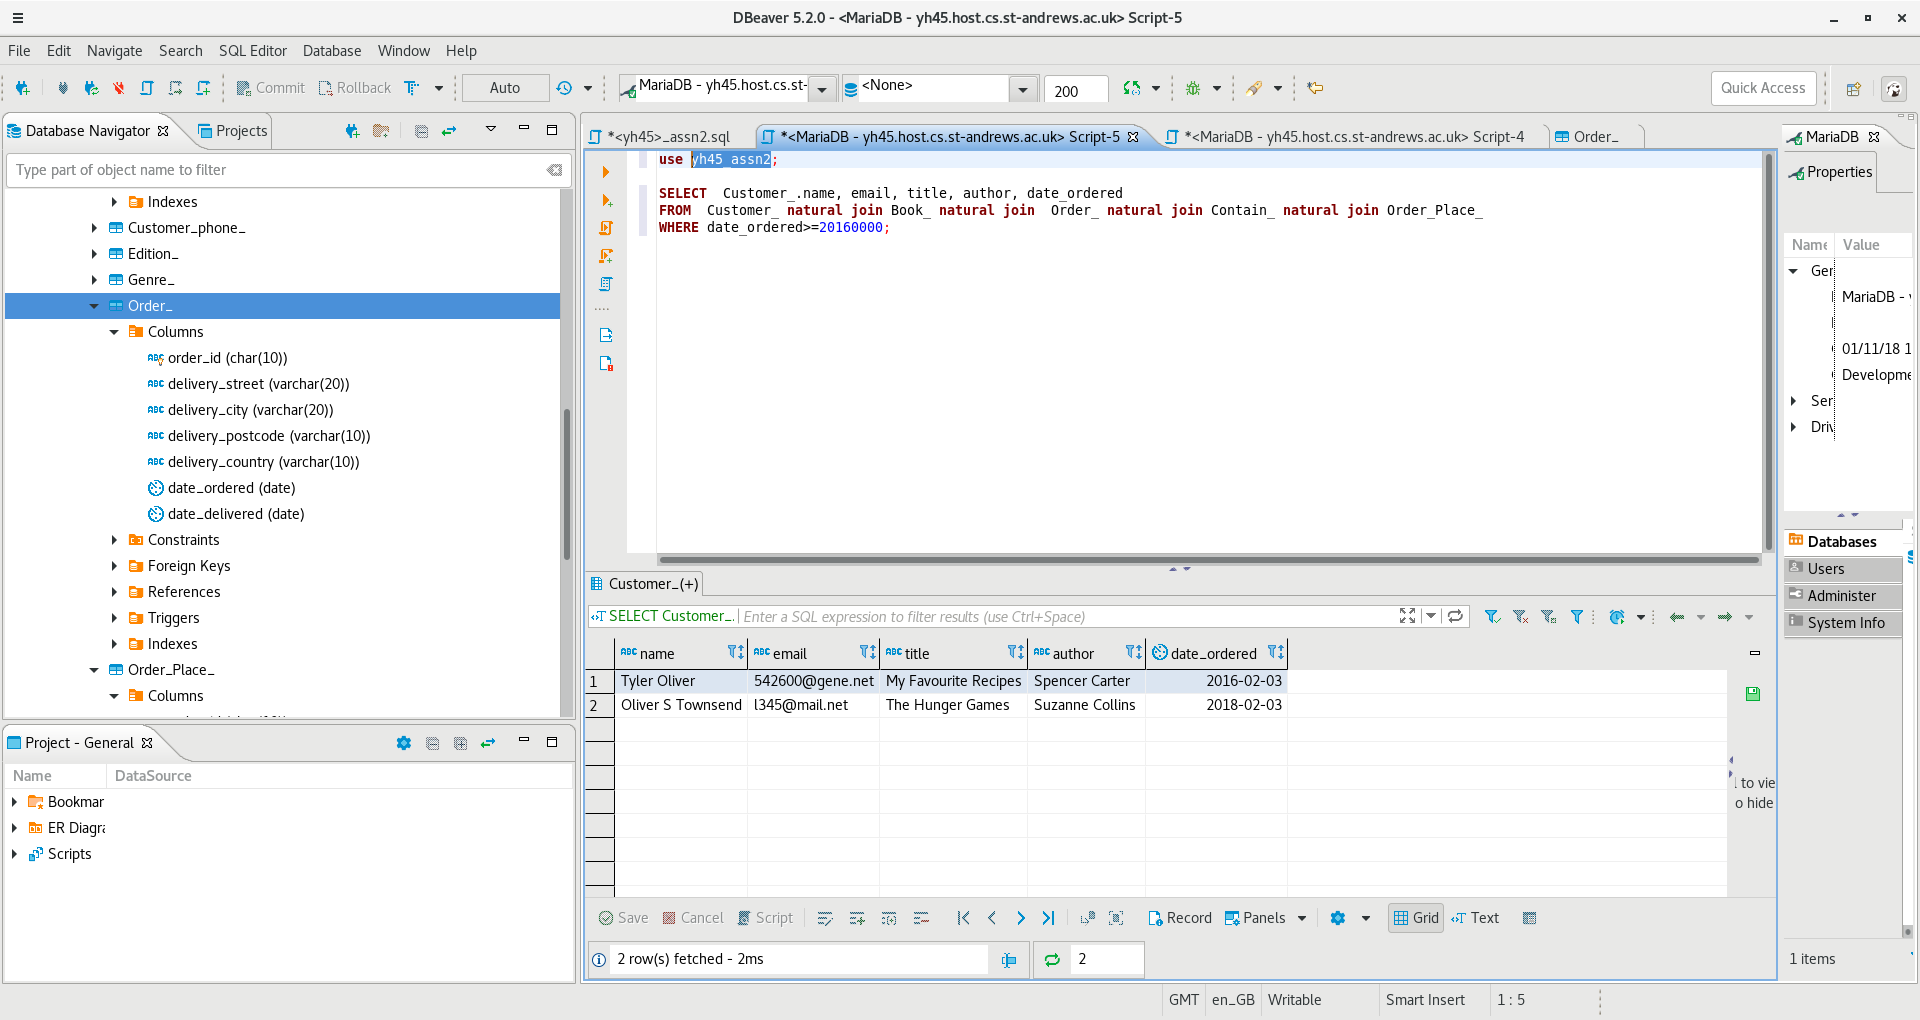 DBeaver 5.2.0 - <MariaDB - yh45.host.cs.st-andrews.ac.uk> Script-5
File Edit Navigate Search SQL Editor Database Window Help
Commit Rollback Auto MariaDB - yh45.host.cs.st- <None> 200 Quick Access
Database Navigator Projects
Type part of object name to filter
Indexes
Customer_phone_
Edition_
Genre_
Order_
Columns
order_id (char(10))
delivery_street (varchar(20))
delivery_city (varchar(20))
delivery_postcode (varchar(10))
delivery_country (varchar(10))
date_ordered (date)
date_delivered (date)
Constraints
Foreign Keys
References
Triggers
Indexes
Order_Place_
Columns
Project - General
Name DataSource
Bookmar
ER Diagra
Scripts
*<yh45>_assn2.sql *<MariaDB - yh45.host.cs.st-andrews.ac.uk> Script-5 *<MariaDB - yh45.host.cs.st-andrews.ac.uk> Script-4 Order_
use yh45_assn2;
SELECT Customer_.name, email, title, author, date_ordered
FROM Customer_ natural join Book_ natural join Order_ natural join Contain_ natural join Order_Place_
WHERE date_ordered>=20160000;
Customer_(+)
SELECT Customer_. Enter a SQL expression to filter results (use Ctrl+Space)
name email title author date_ordered
1 Tyler Oliver 542600@gene.net My Favourite Recipes Spencer Carter 2016-02-03
2 Oliver S Townsend l345@mail.net The Hunger Games Suzanne Collins 2018-02-03
to vie
o hide
Save Cancel Script Record Panels Grid Text
2 row(s) fetched - 2ms 2
MariaDB
Properties
Name Value
Ger
MariaDB -
01/11/18 1
Developme
Ser
Driv
Databases
Users
Administer
System Info
1 items
GMT en_GB Writable Smart Insert 1 : 5